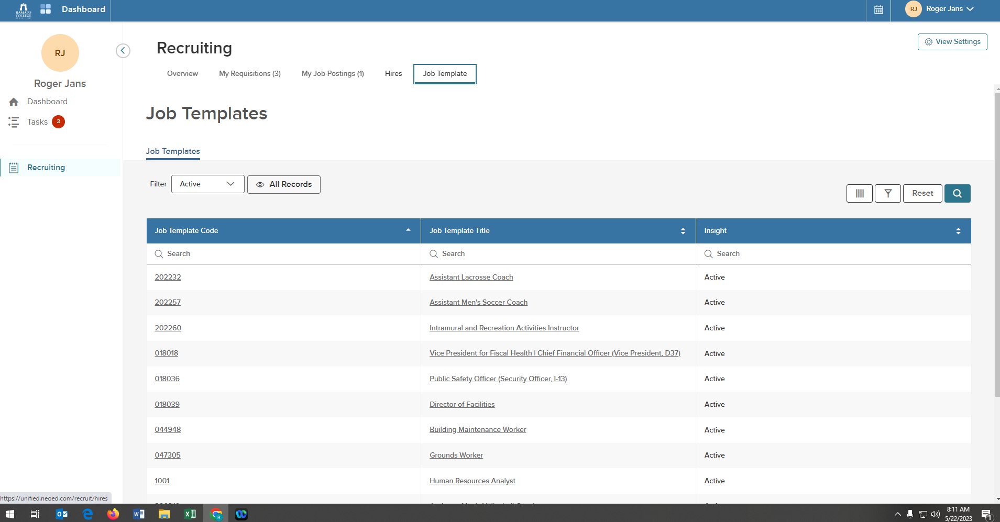 RAMAPO
COLLEGE
Dashboard
RJ Roger Jans
RJ
Roger Jans
Dashboard
Tasks 3
Recruiting
Recruiting
View Settings
Overview My Requisitions (3) My Job Postings (1) Hires Job Template
Job Templates
Job Templates
Filter Active All Records
Reset
Job Template Code Job Template Title Insight
Search Search Search
202232 Assistant Lacrosse Coach Active
202257 Assistant Men's Soccer Coach Active
202260 Intramural and Recreation Activities Instructor Active
018018 Vice President for Fiscal Health | Chief Financial Officer (Vice President, D37) Active
018036 Public Safety Officer (Security Officer, I-13) Active
018039 Director of Facilities Active
044948 Building Maintenance Worker Active
047305 Grounds Worker Active
1001 Human Resources Analyst Active
https://unified.neoed.com/recruit/hires
8:11 AM
5/22/2023
1